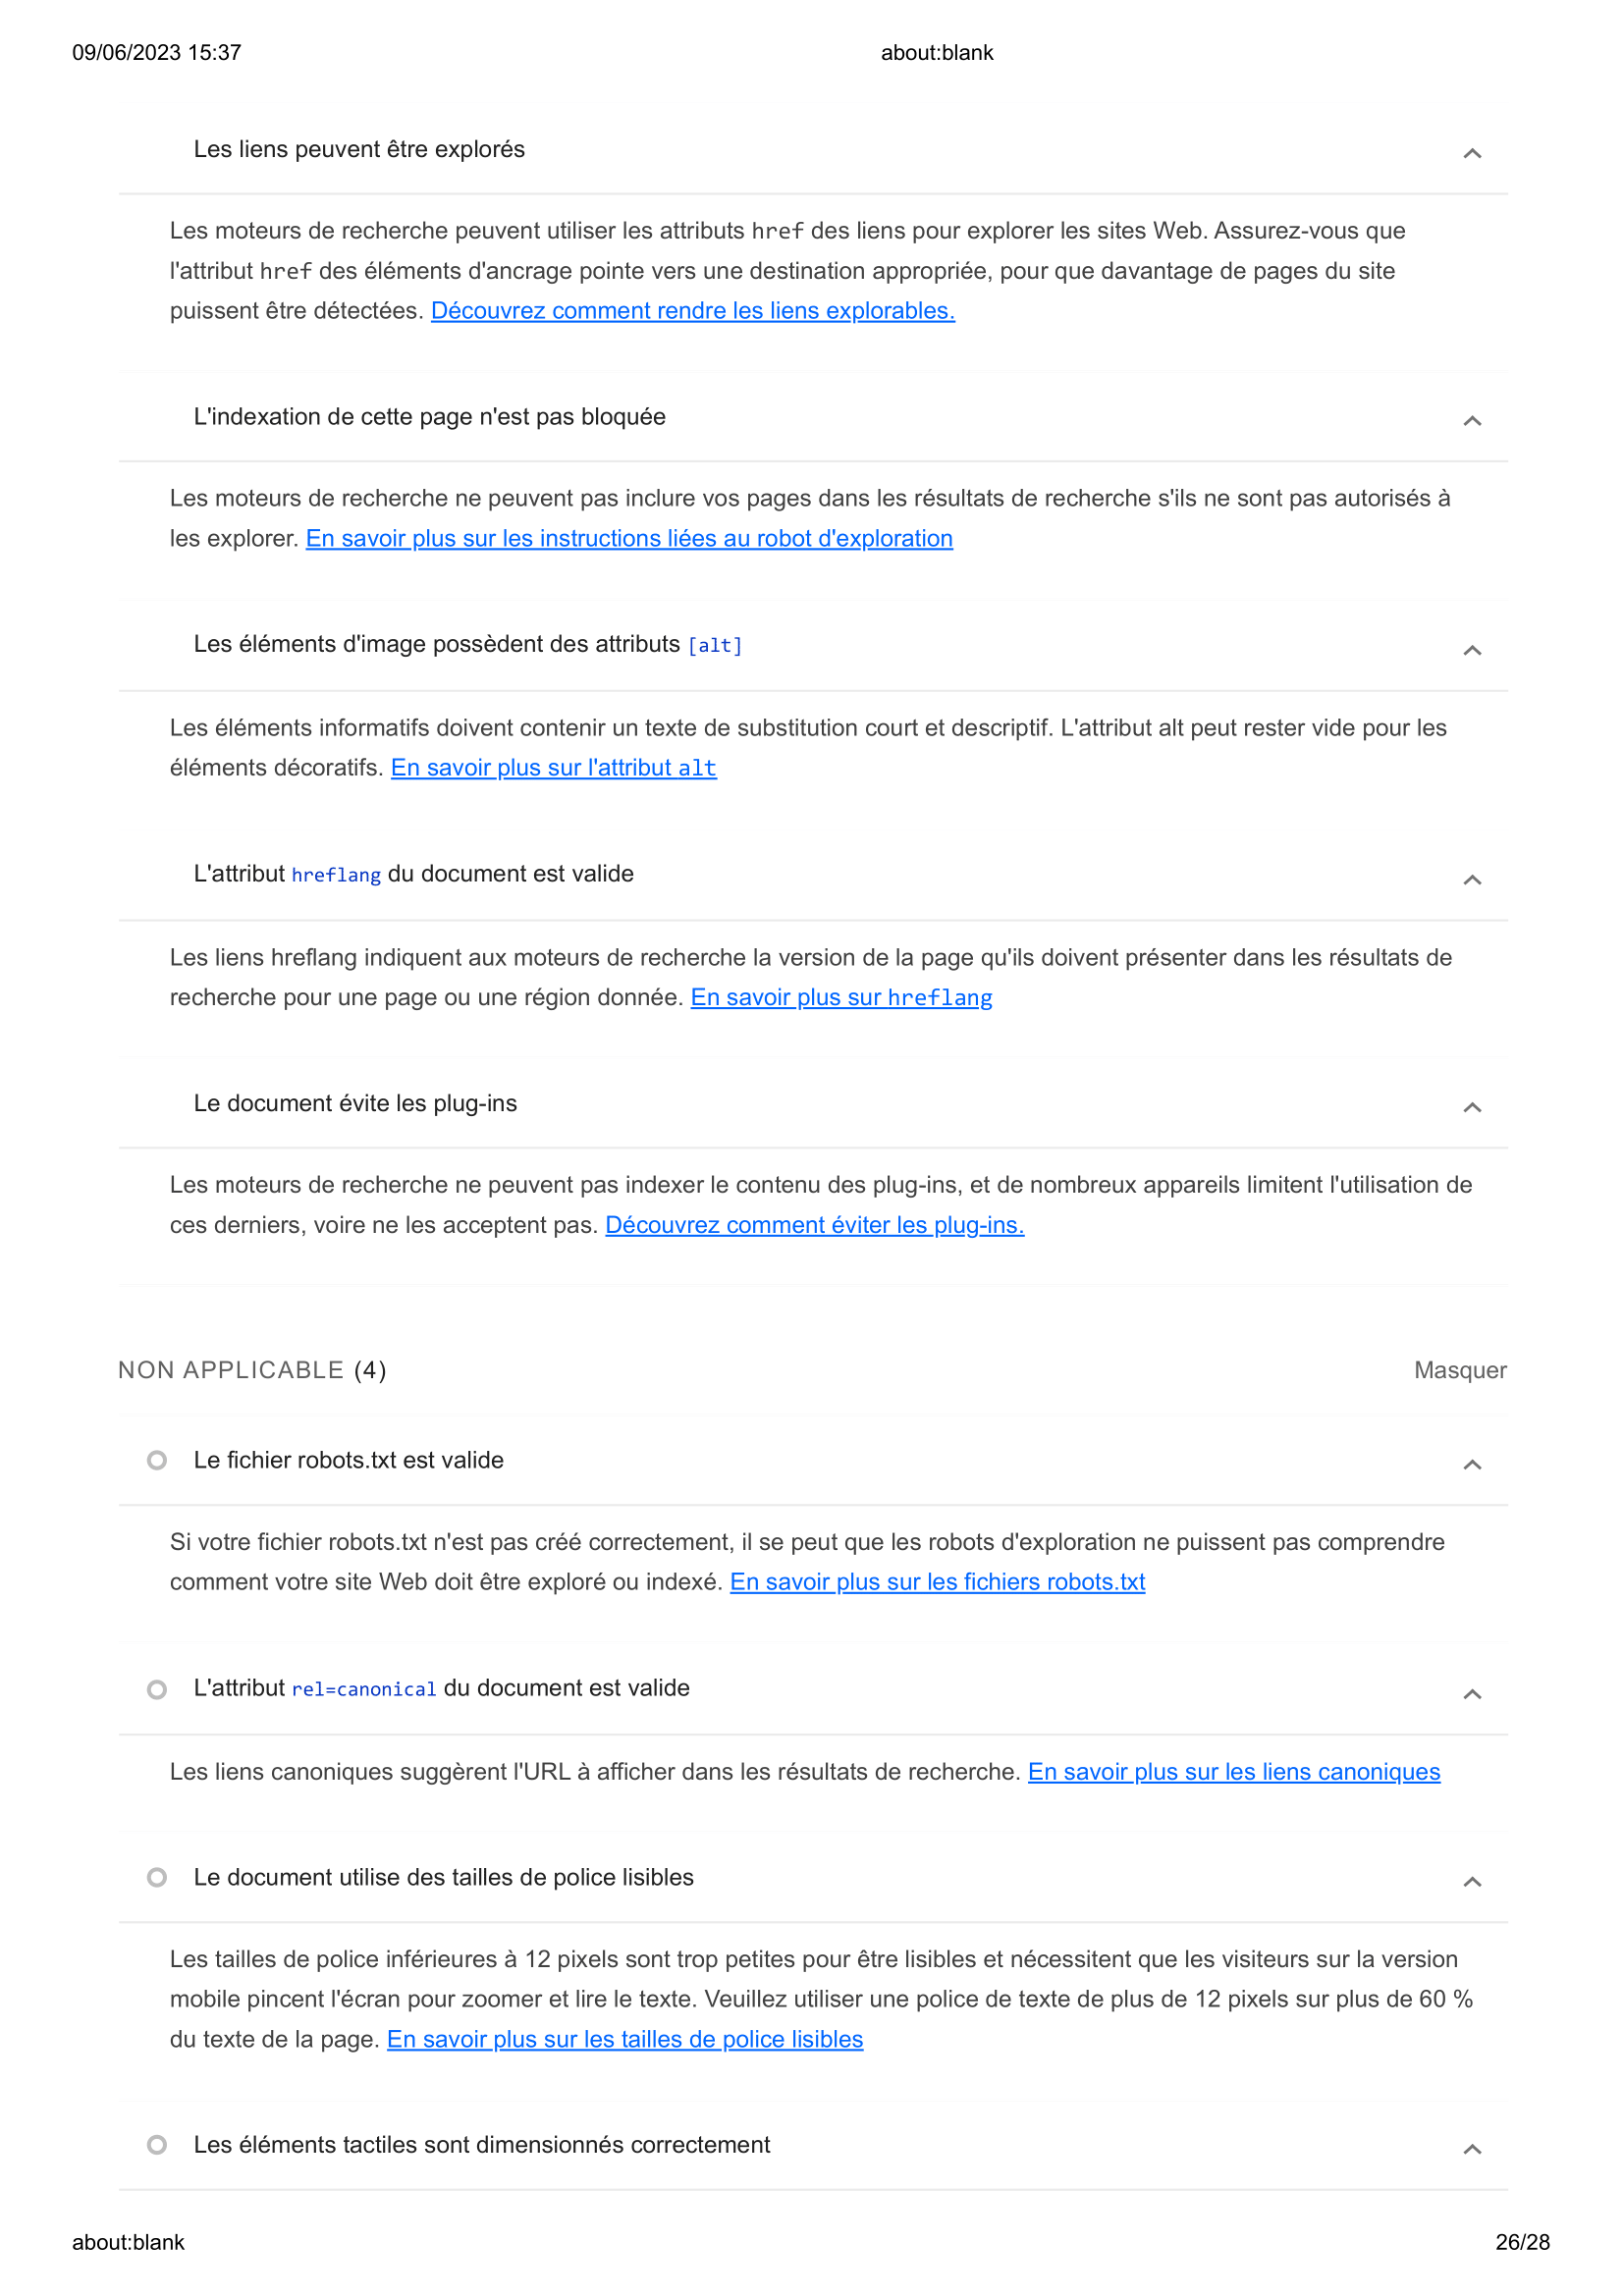 09/06/2023 15:37
about:blank
Les liens peuvent être explorés
Les moteurs de recherche peuvent utiliser les attributs href des liens pour explorer les sites Web. Assurez-vous que
l'attribut href des éléments d'ancrage pointe vers une destination appropriée, pour que davantage de pages du site
puissent être détectées. Découvrez comment rendre les liens explorables.
L'indexation de cette page n'est pas bloquée
Les moteurs de recherche ne peuvent pas inclure vos pages dans les résultats de recherche s'ils ne sont pas autorisés à
les explorer. En savoir plus sur les instructions liées au robot d'exploration
Les éléments d'image possèdent des attributs [alt]
Les éléments informatifs doivent contenir un texte de substitution court et descriptif. L'attribut alt peut rester vide pour les
éléments décoratifs. En savoir plus sur l'attribut alt
L'attribut hreflang du document est valide
Les liens hreflang indiquent aux moteurs de recherche la version de la page qu'ils doivent présenter dans les résultats de
recherche pour une page ou une région donnée. En savoir plus sur hreflang
Le document évite les plug-ins
Les moteurs de recherche ne peuvent pas indexer le contenu des plug-ins, et de nombreux appareils limitent l'utilisation de
ces derniers, voire ne les acceptent pas. Découvrez comment éviter les plug-ins.
NON APPLICABLE (4)
Masquer
Le fichier robots.txt est valide
Si votre fichier robots.txt n'est pas créé correctement, il se peut que les robots d'exploration ne puissent pas comprendre
comment votre site Web doit être exploré ou indexé. En savoir plus sur les fichiers robots.txt
L'attribut rel=canonical du document est valide
Les liens canoniques suggèrent l'URL à afficher dans les résultats de recherche. En savoir plus sur les liens canoniques
Le document utilise des tailles de police lisibles
Les tailles de police inférieures à 12 pixels sont trop petites pour être lisibles et nécessitent que les visiteurs sur la version
mobile pincent l'écran pour zoomer et lire le texte. Veuillez utiliser une police de texte de plus de 12 pixels sur plus de 60 %
du texte de la page. En savoir plus sur les tailles de police lisibles
Les éléments tactiles sont dimensionnés correctement
about:blank
26/28